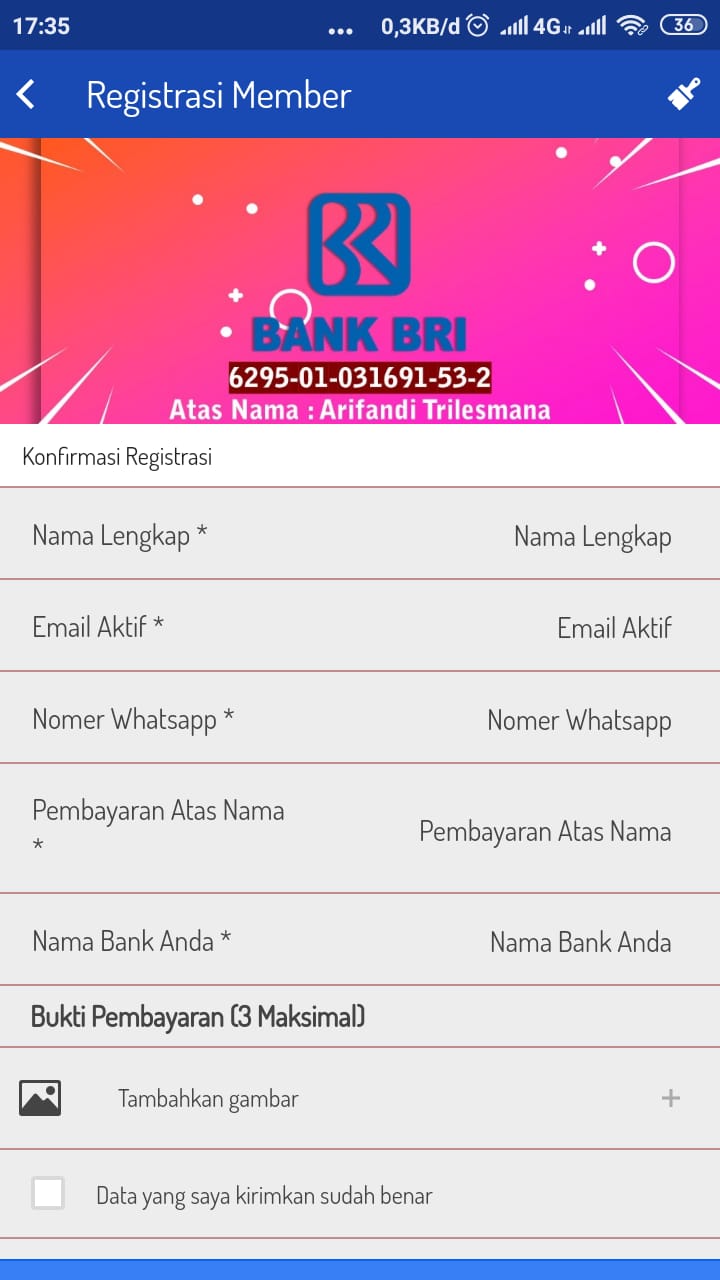 17:35 ... 0,3KB/d 4G 36
Registrasi Member
BANK BRI
6295-01-031691-53-2
Atas Nama : Arifandi Trilesmana
Konfirmasi Registrasi
Nama Lengkap * Nama Lengkap
Email Aktif * Email Aktif
Nomer Whatsapp * Nomer Whatsapp
Pembayaran Atas Nama
* Pembayaran Atas Nama
Nama Bank Anda * Nama Bank Anda
Bukti Pembayaran (3 Maksimal)
Tambahkan gambar +
Data yang saya kirimkan sudah benar